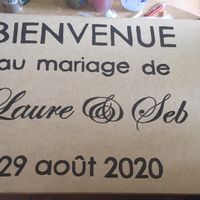 BIENVENUE
au mariage de
Laure & Seb
29 août 2020